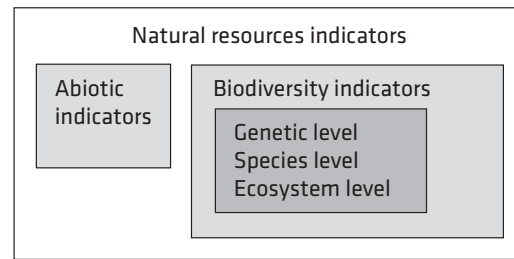 Natural resources indicators
Abiotic
indicators
Biodiversity indicators
Genetic level
Species level
Ecosystem level